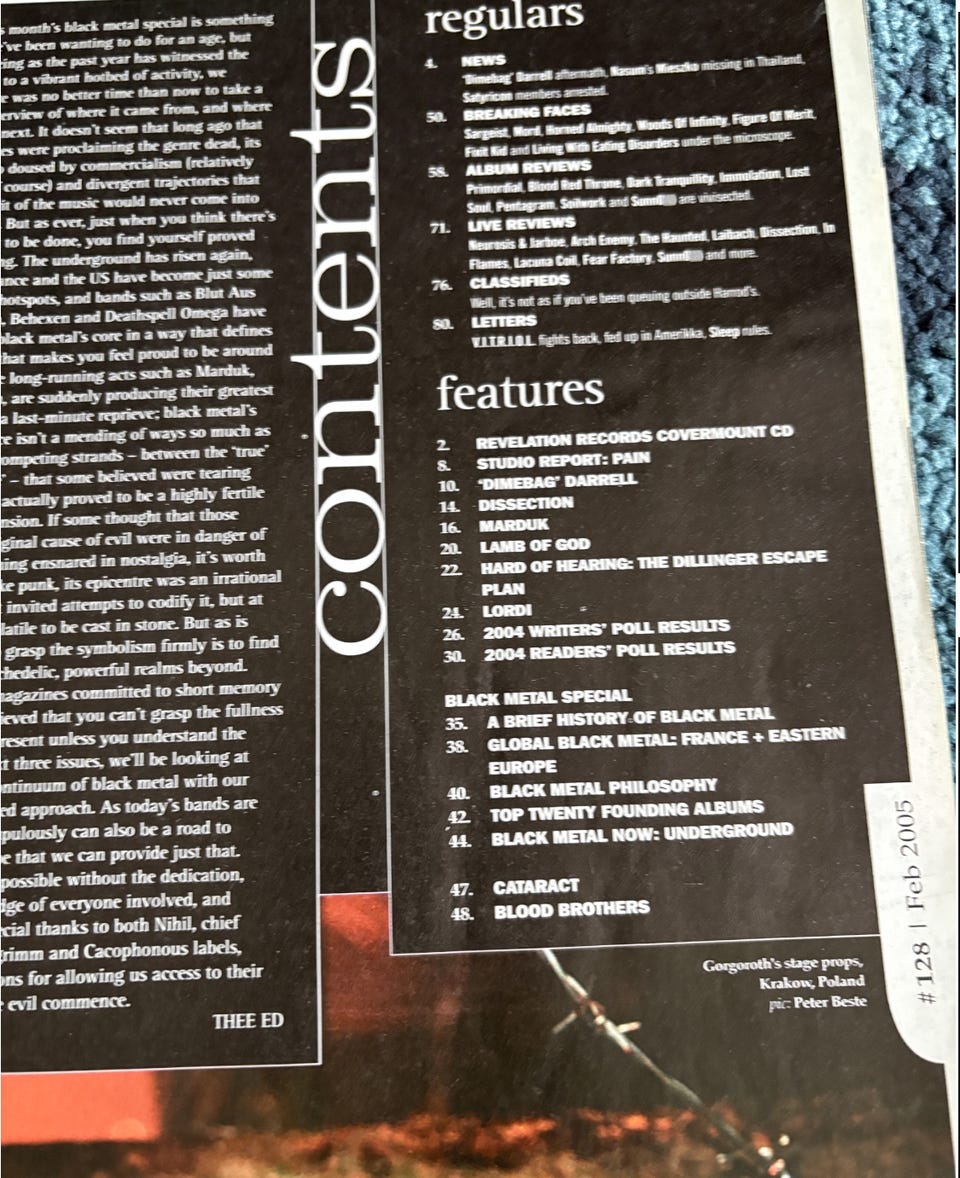 s month's black metal special is something
've been wanting to do for an age, but
ring as the past year has witnessed the
to a vibrant hotbed of activity, we
e was no better time than now to take a
erview of where it came from, and where
next. It doesn't seem that long ago that
es were proclaiming the genre dead, its
doused by commercialism (relatively
course) and divergent trajectories that
it of the music would never come into
But as ever, just when you think there's
to be done, you find yourself proved
ng. The underground has risen again,
nce and the US have become just some
hotspots, and bands such as Blut Aus
, Behexen and Deathspell Omega have
black metal's core in a way that defines
that makes you feel proud to be around
e long-running acts such as Marduk,
, are suddenly producing their greatest
a last-minute reprieve; black metal's
re isn't a mending of ways so much as
ompeting strands – between the 'true'
' – that some believed were tearing
actually proved to be a highly fertile
nsion. If some thought that those
ginal cause of evil were in danger of
ing ensnared in nostalgia, it's worth
ke punk, its epicentre was an irrational
invited attempts to codify it, but at
latile to be cast in stone. But as is
grasp the symbolism firmly is to find
chedelic, powerful realms beyond.
nagazines committed to short memory
ieved that you can't grasp the fullness
resent unless you understand the
t three issues, we'll be looking at
ntinuum of black metal with our
ed approach. As today's bands are
pulously can also be a road to
e that we can provide just that.
possible without the dedication,
dge of everyone involved, and
cial thanks to both Nihil, chief
grimm and Cacophonous labels,
ons for allowing us access to their
evil commence.
THEE ED
contents
regulars
4. NEWS
'Dimebag' Darrell aftermath, Nasum's Mieszko missing in Thailand,
Satyricon members arrested.
50. BREAKING FACES
Sargeist, Mord, Horned Almighty, Woods Of Infinity, Figure Of Merit,
Foxit Kid and Living With Eating Disorders under the microscope.
58. ALBUM REVIEWS
Primordial, Blood Red Throne, Dark Tranquility, Immolation, Lost
Soul, Pentagram, Soilwork and Sunn0))) are vivisected.
71. LIVE REVIEWS
Neurosis & Jarboe, Arch Enemy, The Haunted, Laibach, Dissection, In
Flames, Lacuna Coil, Fear Factory, Sunn0))) and more.
76. CLASSIFIEDS
Well, it's not as if you've been queuing outside Harrod's.
80. LETTERS
V.I.T.R.I.O.L. fights back, fed up in Amerikka, Sleep rules.
features
2. REVELATION RECORDS COVERMOUNT CD
8. STUDIO REPORT: PAIN
10. 'DIMEBAG' DARRELL
14. DISSECTION
16. MARDUK
20. LAMB OF GOD
22. HARD OF HEARING: THE DILLINGER ESCAPE
PLAN
24. LORDI
26. 2004 WRITERS' POLL RESULTS
30. 2004 READERS' POLL RESULTS
BLACK METAL SPECIAL
35. A BRIEF HISTORY OF BLACK METAL
38. GLOBAL BLACK METAL: FRANCE + EASTERN
EUROPE
40. BLACK METAL PHILOSOPHY
42. TOP TWENTY FOUNDING ALBUMS
44. BLACK METAL NOW: UNDERGROUND
47. CATARACT
48. BLOOD BROTHERS
Gorgoroth's stage props,
Krakow, Poland
pic: Peter Beste
#128 | Feb 2005